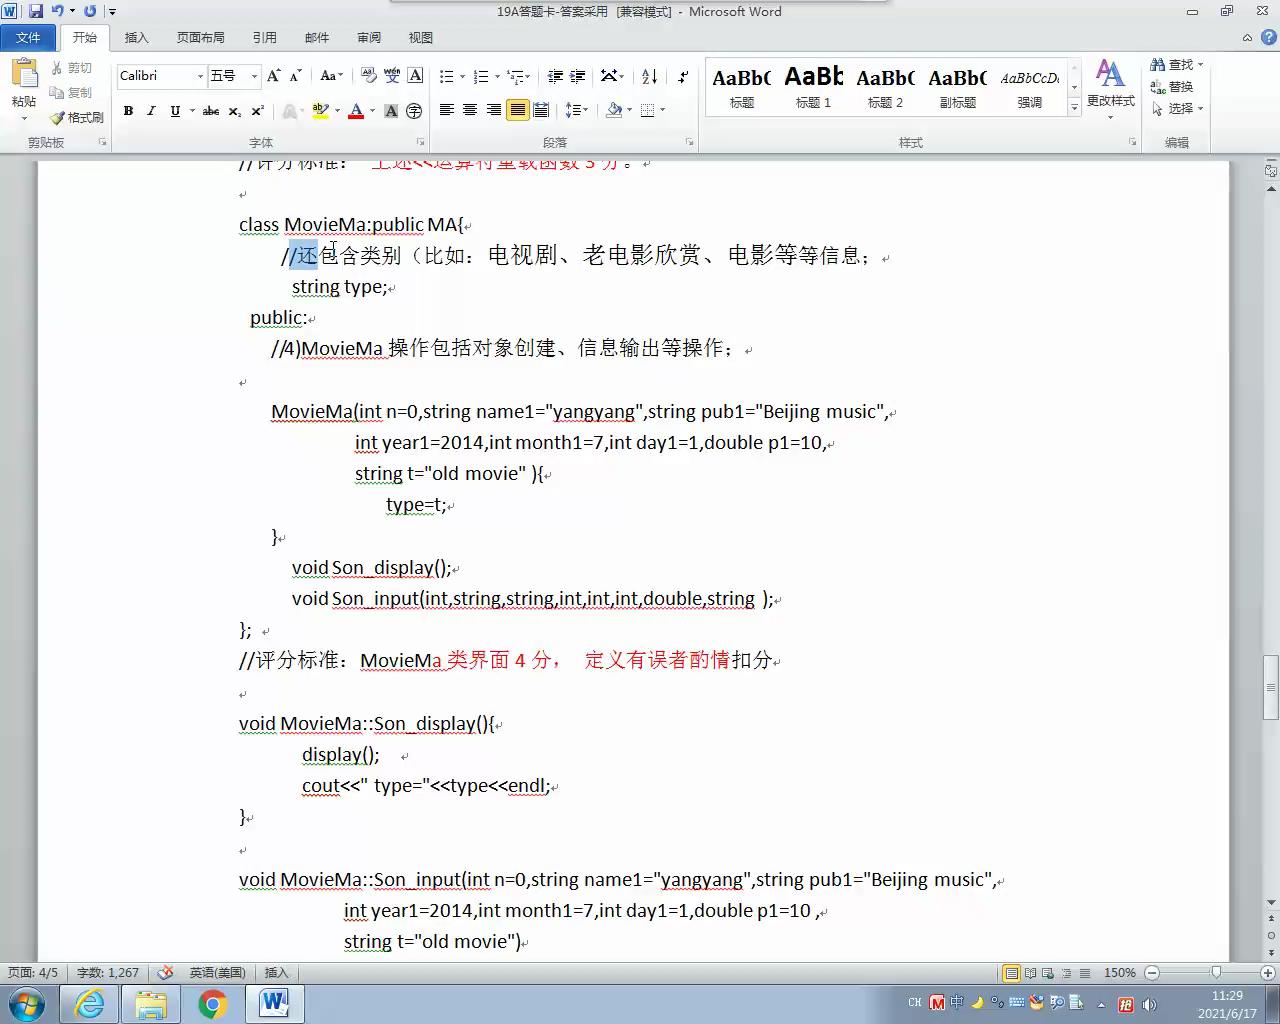 19A答题卡-答案采用 [兼容模式] - Microsoft Word
文件 开始 插入 页面布局 引用 邮件 审阅 视图
粘贴 剪切 复制 格式刷
Calibri 五号
AaBbC AaBb AaBbC AaBbC AaBbCcD
标题 标题 1 标题 2 副标题 强调
更改样式
查找 替换 选择
剪贴板 字体 段落 样式 编辑
//评分标准: 上述<<运算符重载函数 3 分。
class MovieMa:public MA{
//还包含类别（比如：电视剧、老电影欣赏、电影等等信息；
string type;
public:
//4)MovieMa 操作包括对象创建、信息输出等操作；
MovieMa(int n=0,string name1="yangyang",string pub1="Beijing music",
int year1=2014,int month1=7,int day1=1,double p1=10,
string t="old movie" ){
type=t;
}
void Son_display();
void Son_input(int,string,string,int,int,int,double,string );
};
//评分标准：MovieMa 类界面 4 分， 定义有误者酌情扣分
void MovieMa::Son_display(){
display();
cout<<" type="<<type<<endl;
}
void MovieMa::Son_input(int n=0,string name1="yangyang",string pub1="Beijing music",
int year1=2014,int month1=7,int day1=1,double p1=10 ,
string t="old movie")
页面: 4/5 字数: 1,267 英语(美国) 插入 150%
CH 中 11:29
2021/6/17